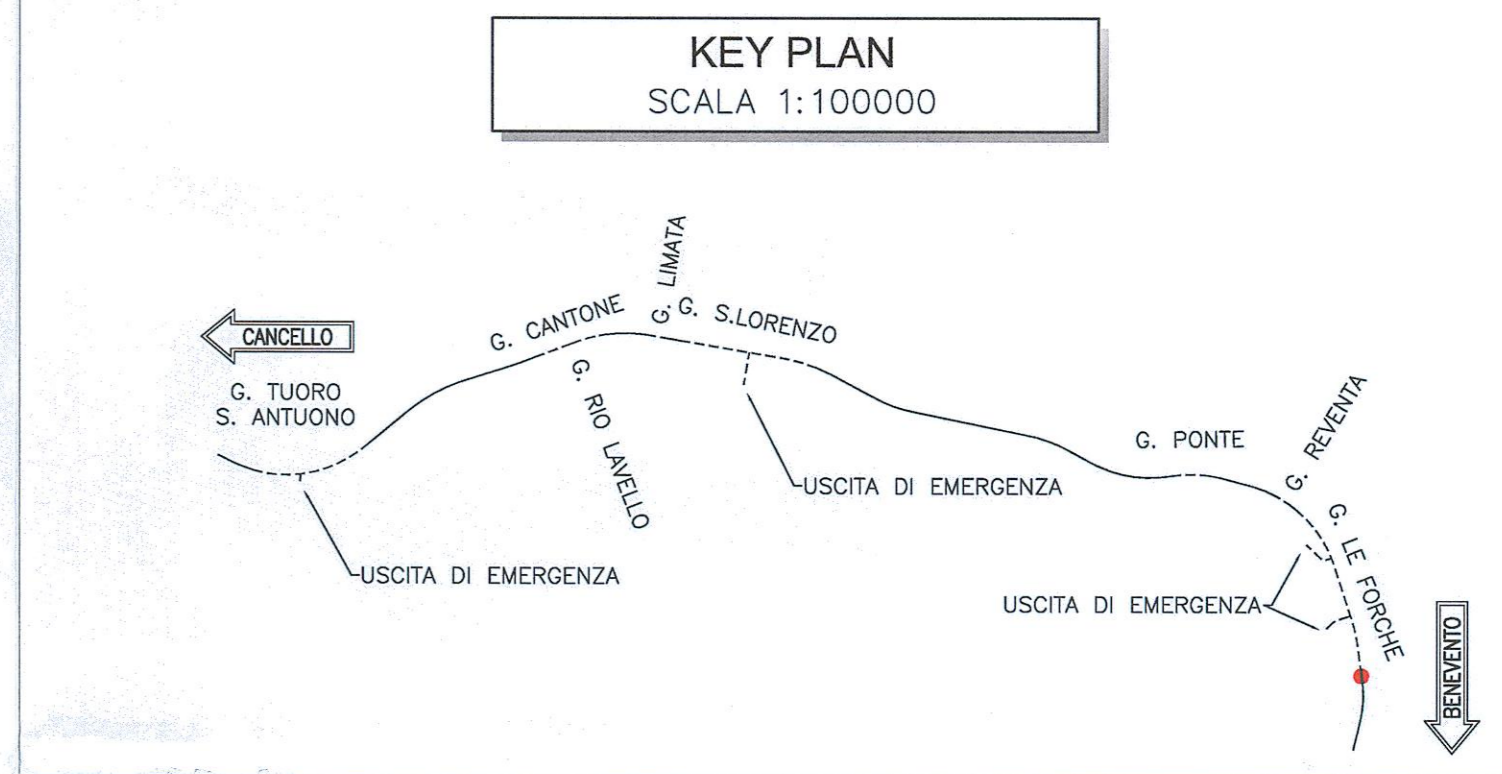 KEY PLAN
SCALA 1:100000
CANCELLO
G. TUORO
S. ANTUONO
G. CANTONE
G. LIMATA
G. S.LORENZO
G. RIO LAVELLO
USCITA DI EMERGENZA
USCITA DI EMERGENZA
G. PONTE
G. REVENTA
G. LE FORCHE
USCITA DI EMERGENZA
BENEVENTO